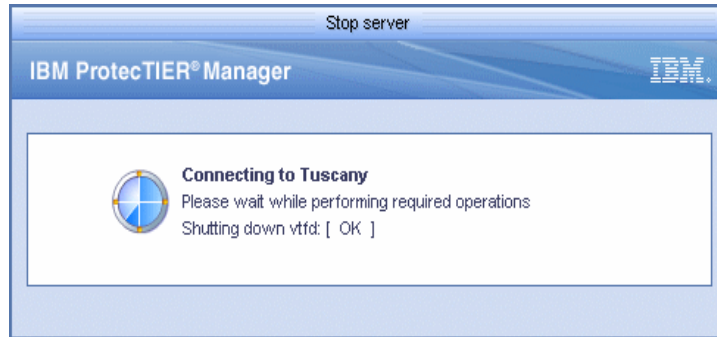 Stop server
IBM ProtecTIER® Manager
IBM.
Connecting to Tuscany
Please wait while performing required operations
Shutting down vtfd: [ OK ]